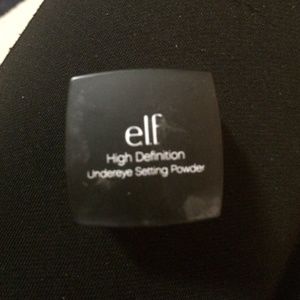 elf
High Definition
Undereye Setting Powder